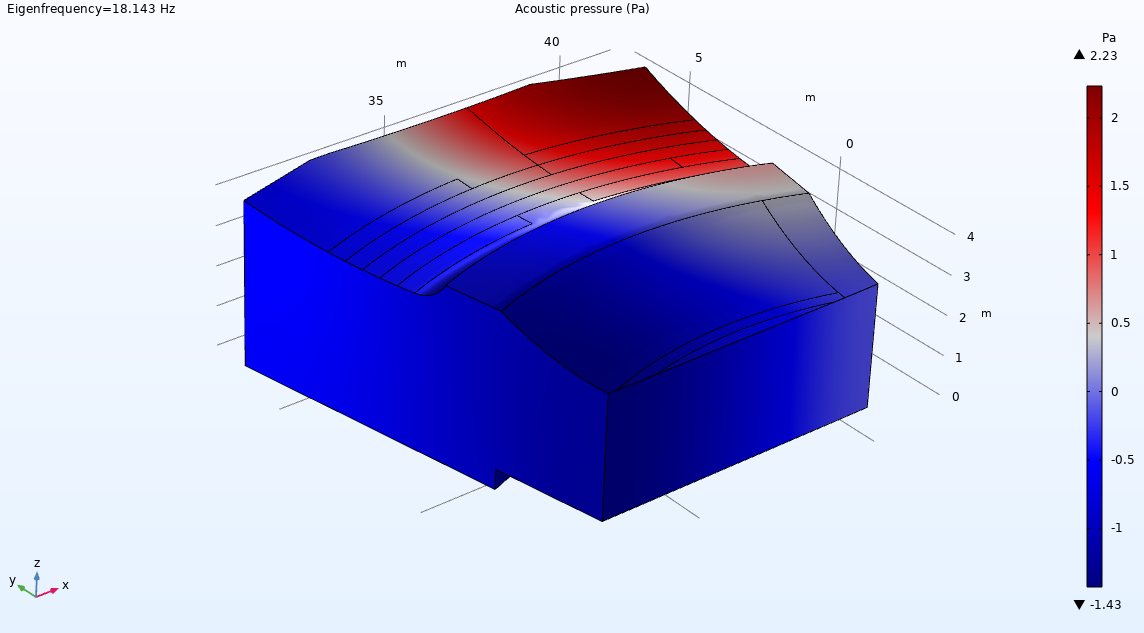 Eigenfrequency=18.143 Hz
Acoustic pressure (Pa)
Pa
▲ 2.23
40
5
m
35
m
0
2
1.5
1
0.5
0
-0.5
-1
4
3
2
m
1
0
z
y
x
▼ -1.43